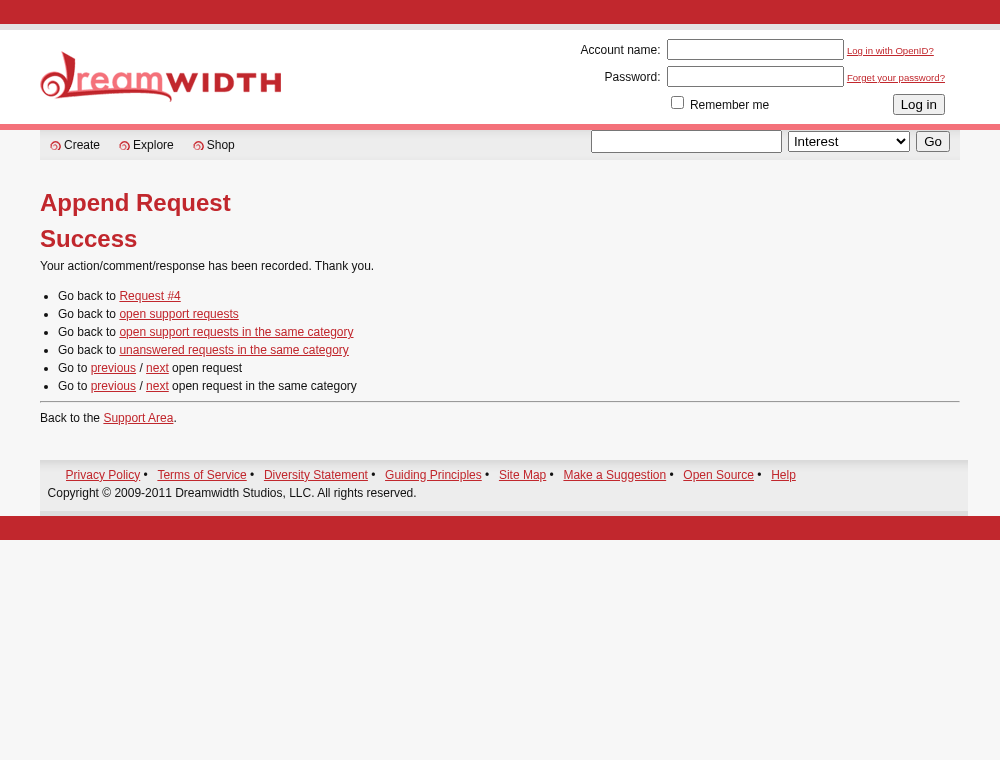 dreamWIDTH
Account name: Log in with OpenID?
Password: Forget your password?
Remember me Log in
Create Explore Shop Interest Go
Append Request
Success
Your action/comment/response has been recorded. Thank you.
Go back to Request #4
Go back to open support requests
Go back to open support requests in the same category
Go back to unanswered requests in the same category
Go to previous / next open request
Go to previous / next open request in the same category
Back to the Support Area.
Privacy Policy • Terms of Service • Diversity Statement • Guiding Principles • Site Map • Make a Suggestion • Open Source • Help
Copyright © 2009-2011 Dreamwidth Studios, LLC. All rights reserved.